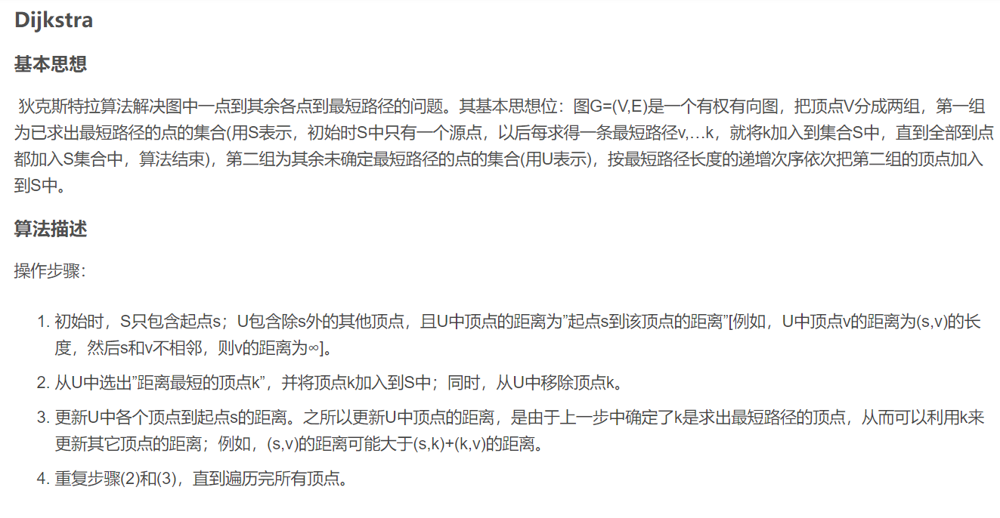 Dijkstra
基本思想
狄克斯特拉算法解决图中一点到其余各点到最短路径的问题。其基本思想位：图G=(V,E)是一个有权有向图，把顶点V分成两组，第一组
为已求出最短路径的点的集合(用S表示，初始时S中只有一个源点，以后每求得一条最短路径v,...k，就将k加入到集合S中，直到全部到点
都加入S集合中，算法结束)，第二组为其余未确定最短路径的点的集合(用U表示)，按最短路径长度的递增次序依次把第二组的顶点加入
到S中。
算法描述
操作步骤：
1. 初始时，S只包含起点s；U包含除s外的其他顶点，且U中顶点的距离为”起点s到该顶点的距离”[例如，U中顶点v的距离为(s,v)的长
度，然后s和v不相邻，则v的距离为∞]。
2. 从U中选出”距离最短的顶点k”，并将顶点k加入到S中；同时，从U中移除顶点k。
3. 更新U中各个顶点到起点s的距离。之所以更新U中顶点的距离，是由于上一步中确定了k是求出最短路径的顶点，从而可以利用k来
更新其它顶点的距离；例如，(s,v)的距离可能大于(s,k)+(k,v)的距离。
4. 重复步骤(2)和(3)，直到遍历完所有顶点。